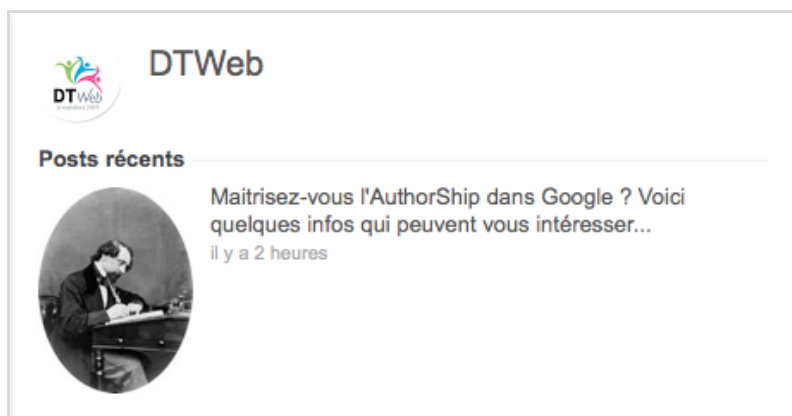 DTWeb
DTWeb
Posts récents
Maitrisez-vous l'AuthorShip dans Google ? Voici
quelques infos qui peuvent vous intéresser...
il y a 2 heures